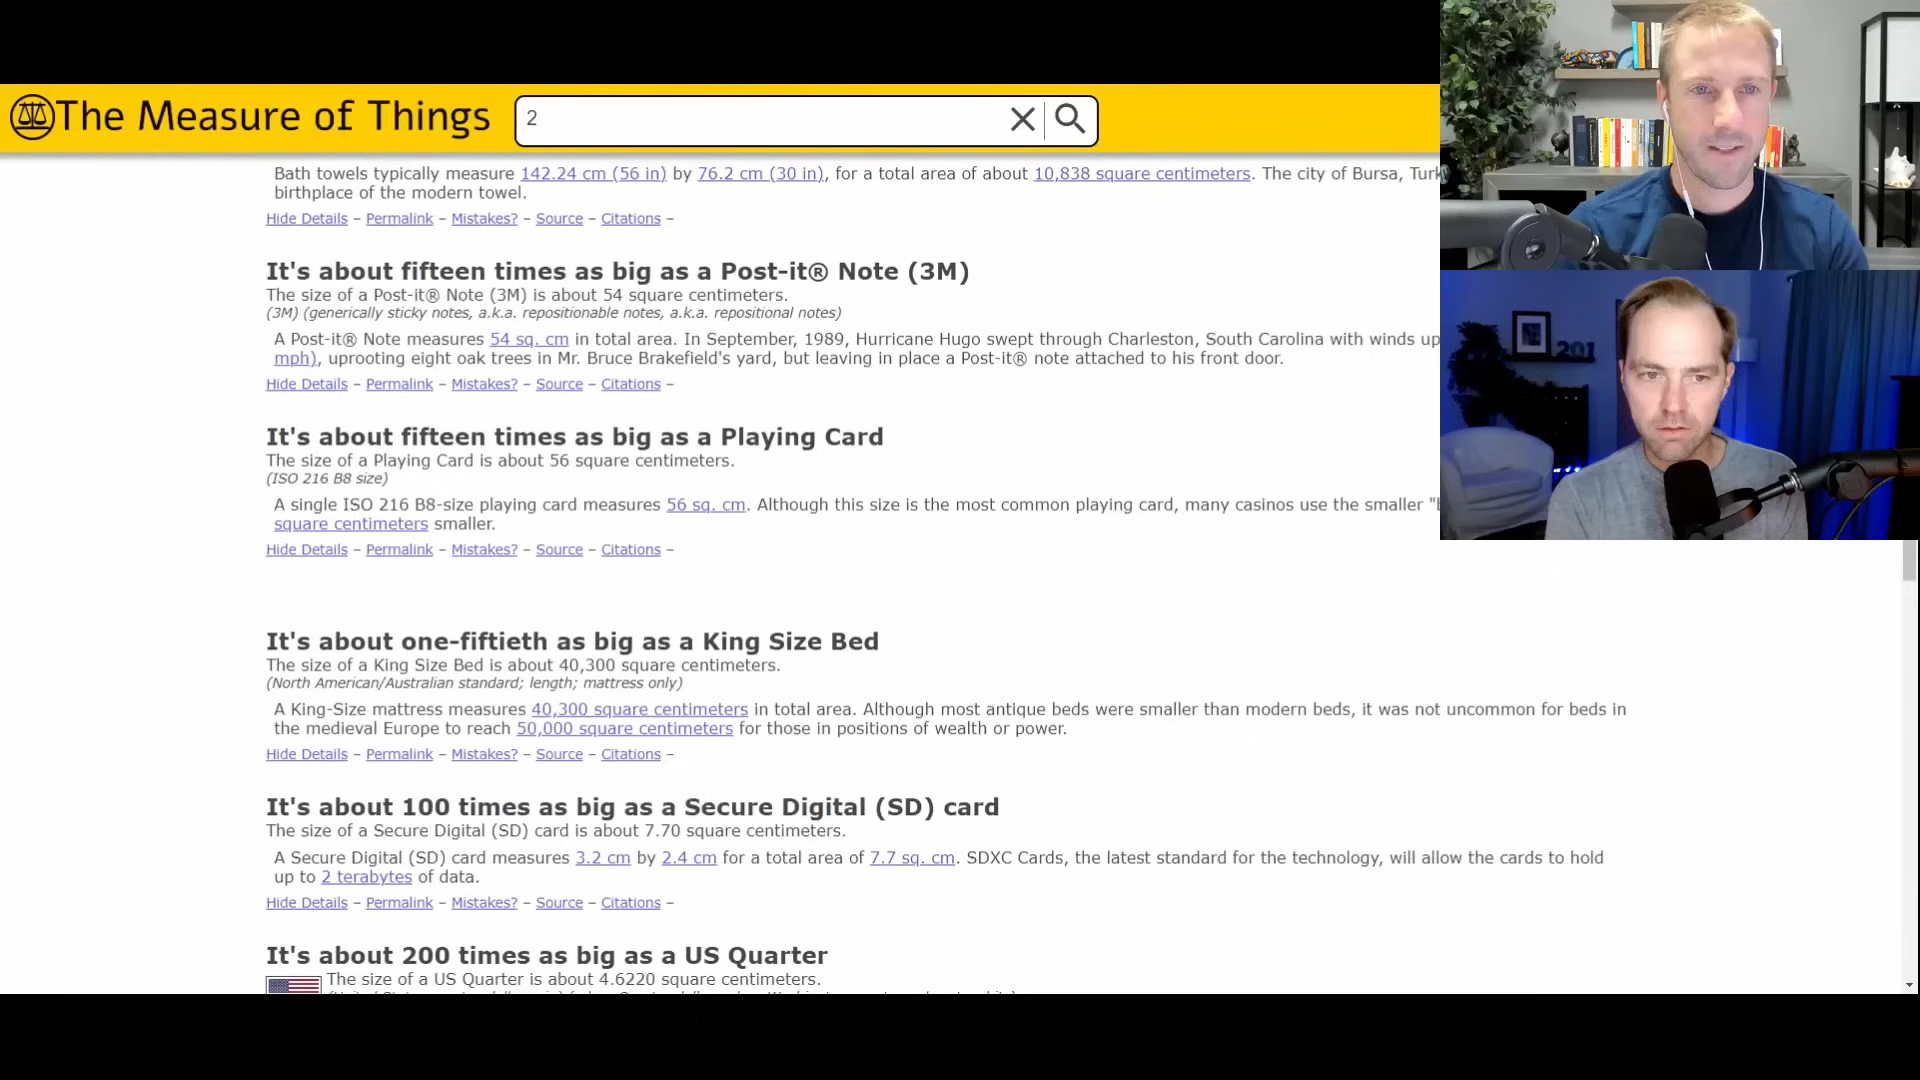 The Measure of Things
2
Bath towels typically measure 142.24 cm (56 in) by 76.2 cm (30 in), for a total area of about 10,838 square centimeters. The city of Bursa,
birthplace of the modern towel.
Hide Details – Permalink – Mistakes? – Source – Citations –
It's about fifteen times as big as a Post-it® Note (3M)
The size of a Post-it® Note (3M) is about 54 square centimeters.
(3M) (generically sticky notes, a.k.a. repositionable notes, a.k.a. repositional notes)
A Post-it® Note measures 54 sq. cm in total area. In September, 1989, Hurricane Hugo swept through Charleston, South Carolina with winds up
mph), uprooting eight oak trees in Mr. Bruce Brakefield's yard, but leaving in place a Post-it® note attached to his front door.
Hide Details – Permalink – Mistakes? – Source – Citations –
It's about fifteen times as big as a Playing Card
The size of a Playing Card is about 56 square centimeters.
(ISO 216 B8 size)
A single ISO 216 B8-size playing card measures 56 sq. cm. Although this size is the most common playing card, many casinos use the smaller
square centimeters smaller.
Hide Details – Permalink – Mistakes? – Source – Citations –
It's about one-fiftieth as big as a King Size Bed
The size of a King Size Bed is about 40,300 square centimeters.
(North American/Australian standard; length; mattress only)
A King-Size mattress measures 40,300 square centimeters in total area. Although most antique beds were smaller than modern beds, it was not uncommon for beds in
the medieval Europe to reach 50,000 square centimeters for those in positions of wealth or power.
Hide Details – Permalink – Mistakes? – Source – Citations –
It's about 100 times as big as a Secure Digital (SD) card
The size of a Secure Digital (SD) card is about 7.70 square centimeters.
A Secure Digital (SD) card measures 3.2 cm by 2.4 cm for a total area of 7.7 sq. cm. SDXC Cards, the latest standard for the technology, will allow the cards to hold
up to 2 terabytes of data.
Hide Details – Permalink – Mistakes? – Source – Citations –
It's about 200 times as big as a US Quarter
The size of a US Quarter is about 4.6220 square centimeters.
201